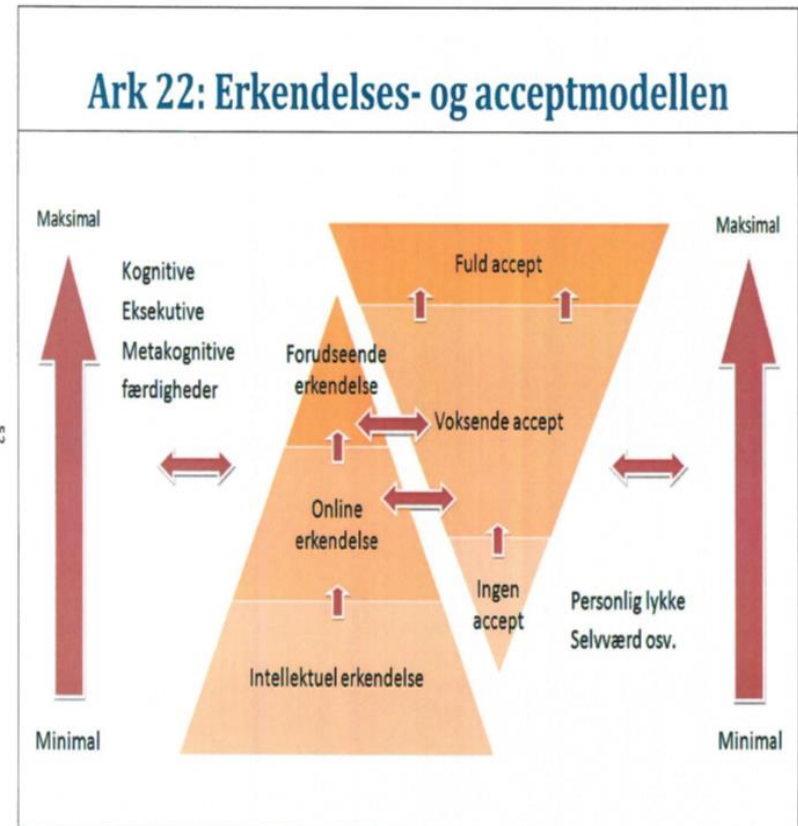 Ark 22: Erkendelses- og acceptmodellen
Maksimal
Kognitive
Eksekutive
Metakognitive
færdigheder
Minimal
Forudseende
erkendelse
Online
erkendelse
Intellektuel erkendelse
Fuld accept
Voksende accept
Ingen
accept
Personlig lykke
Selvværd osv.
Maksimal
Minimal